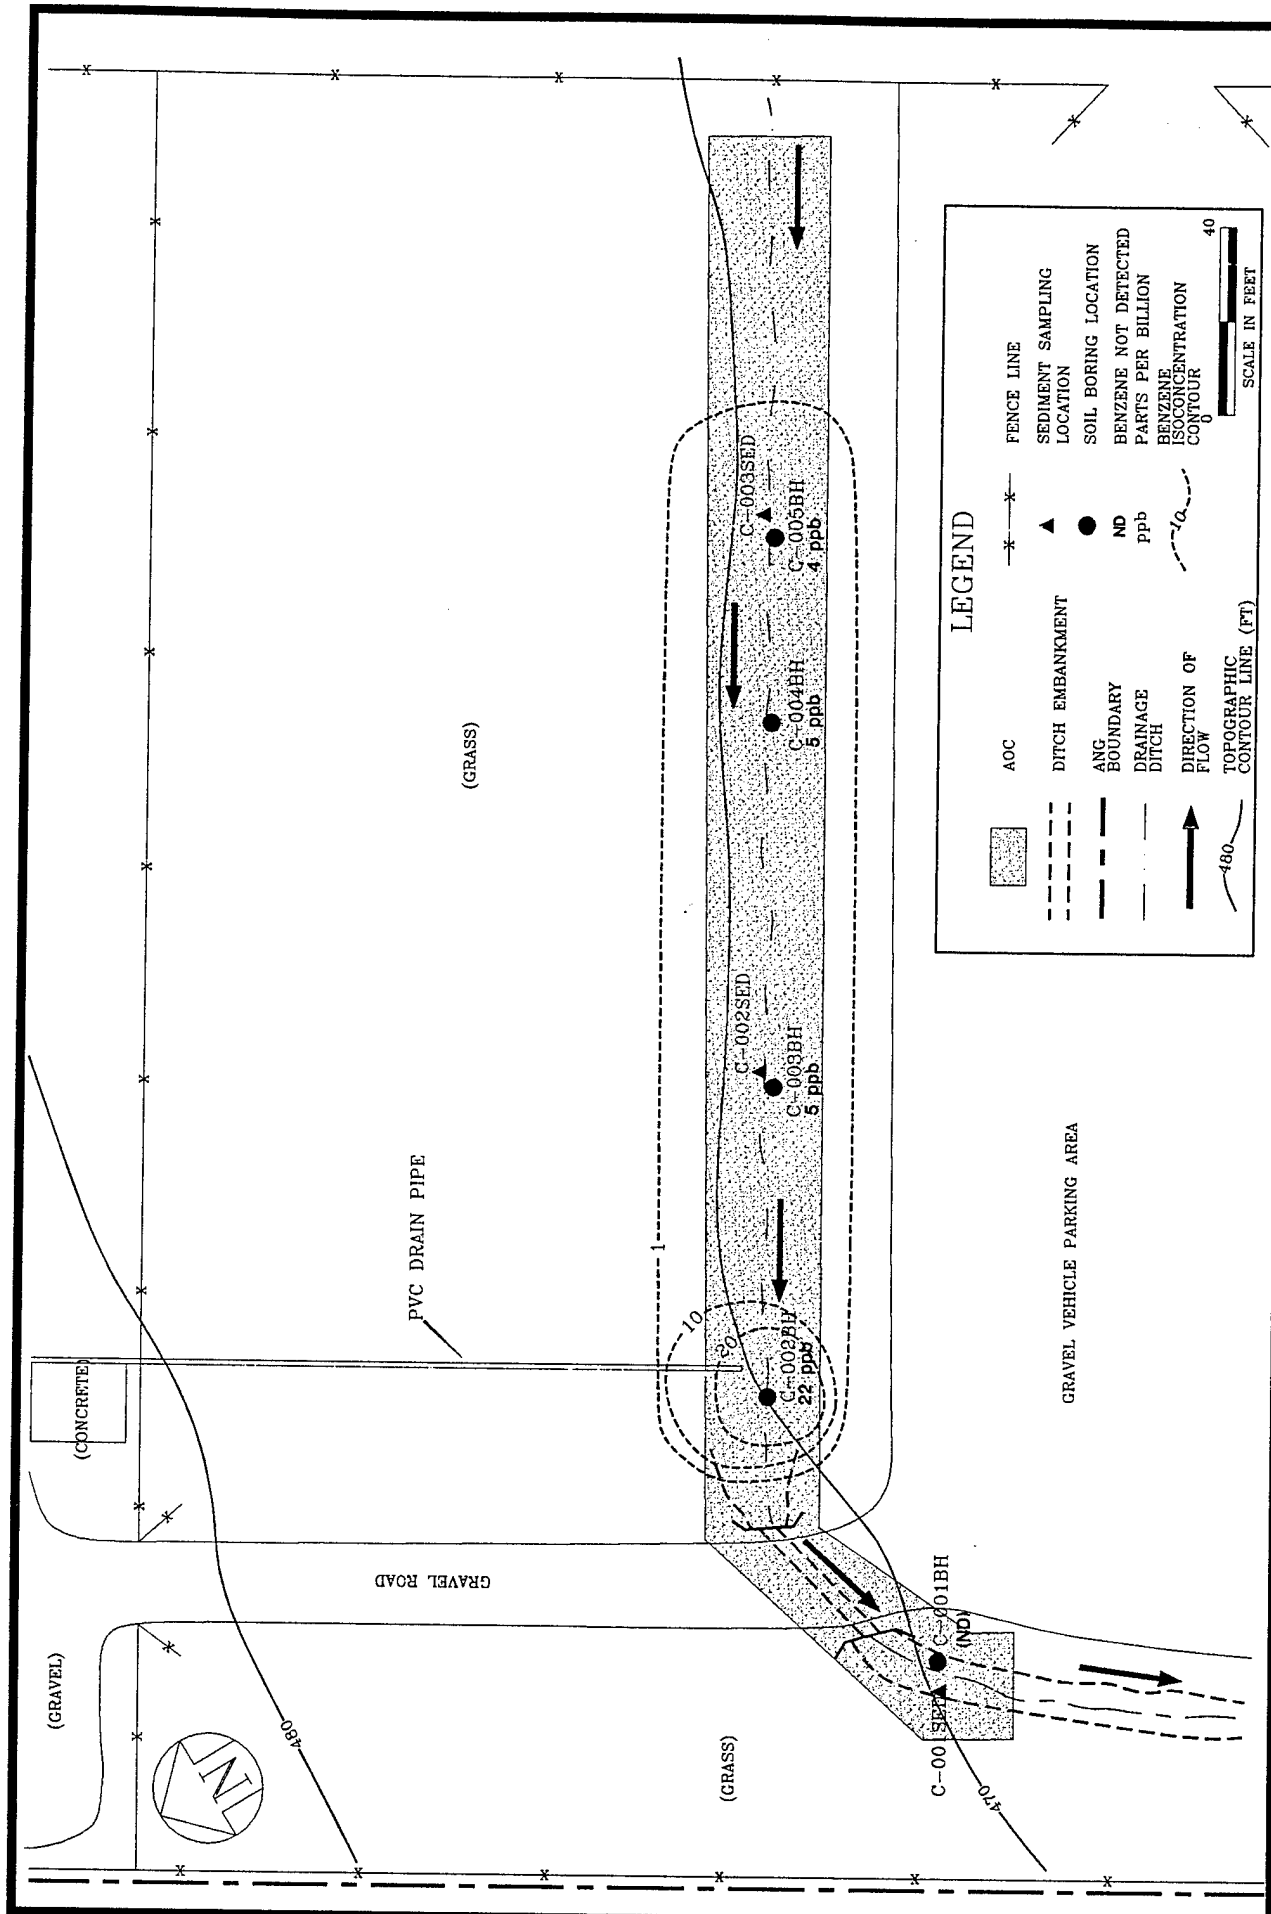 (GRAVEL)
(CONCRETE)
GRAVEL ROAD
PVC DRAIN PIPE
(GRASS)
(GRASS)
480
470
N
1
10
20
C-001SED
C-001BH
(ND)
C-002BH
22 ppb
C-002SED
C-003BH
5 ppb
C-004BH
5 ppb
C-003SED
C-005BH
4 ppb
GRAVEL VEHICLE PARKING AREA
LEGEND
AOC
DITCH EMBANKMENT
ANG
BOUNDARY
DRAINAGE
DITCH
DIRECTION OF
FLOW
480
TOPOGRAPHIC
CONTOUR LINE (FT)
FENCE LINE
SEDIMENT SAMPLING
LOCATION
SOIL BORING LOCATION
ND BENZENE NOT DETECTED
ppb PARTS PER BILLION
10
BENZENE
ISOCONCENTRATION
CONTOUR
0 40
SCALE IN FEET